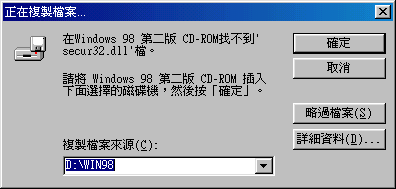 正在複製檔案...
在Windows 98 第二版 CD-ROM找不到'
secur32.dll'檔。
請將 Windows 98 第二版 CD-ROM 插入
下面選擇的磁碟機，然後按「確定」。
複製檔案來源(C):
D:\WIN98
確定
取消
略過檔案(S)
詳細資料(D)...